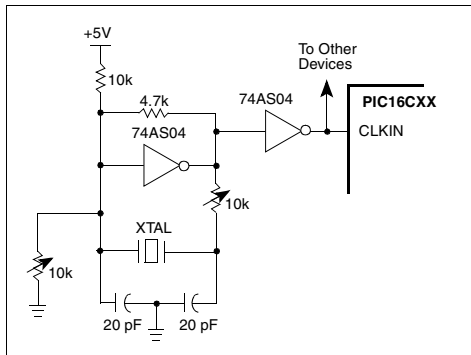 +5V
To Other
Devices
10k
4.7k
74AS04
74AS04
PIC16CXX
CLKIN
10k
XTAL
10k
20 pF
20 pF